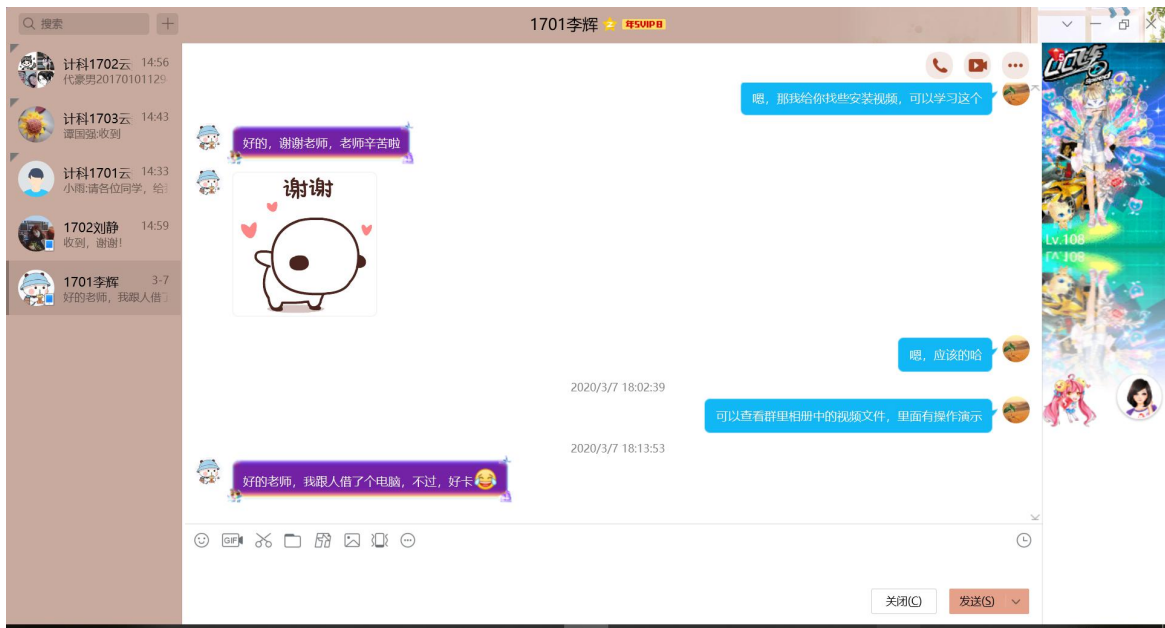 搜索
1701李辉
年SVIP8
计科1702云 14:56
代豪男20170101129
计科1703云 14:43
谭国强:收到
计科1701云 14:33
小雨:请各位同学，给
1702刘静 14:59
收到，谢谢！
1701李辉 3-7
好的老师，我跟人借了
嗯，那我给你找些安装视频，可以学习这个
好的，谢谢老师，老师辛苦啦
谢谢
嗯，应该的哈
2020/3/7 18:02:39
可以查看群里相册中的视频文件，里面有操作演示
2020/3/7 18:13:53
好的老师，我跟人借了个电脑，不过，好卡
GIF
关闭(C)
发送(S)
Lv.108